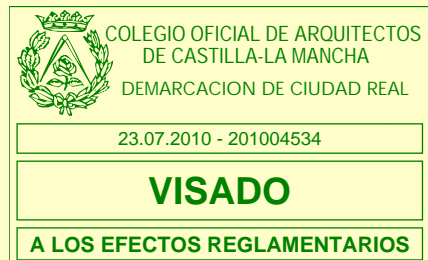 COLEGIO OFICIAL DE ARQUITECTOS
DE CASTILLA-LA MANCHA
DEMARCACION DE CIUDAD REAL
23.07.2010 - 201004534
VISADO
A LOS EFECTOS REGLAMENTARIOS